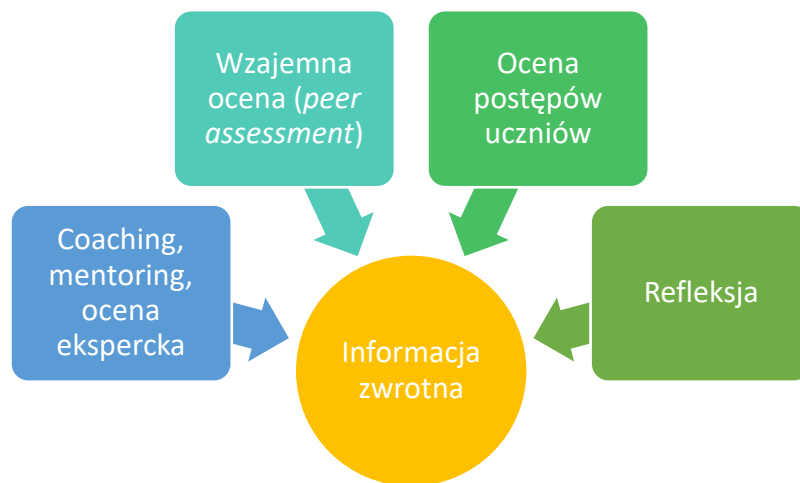 Wzajemna
ocena (peer
assessment)
Ocena
postępów
uczniów
Coaching,
mentoring,
ocena
ekspercka
Refleksja
Informacja
zwrotna